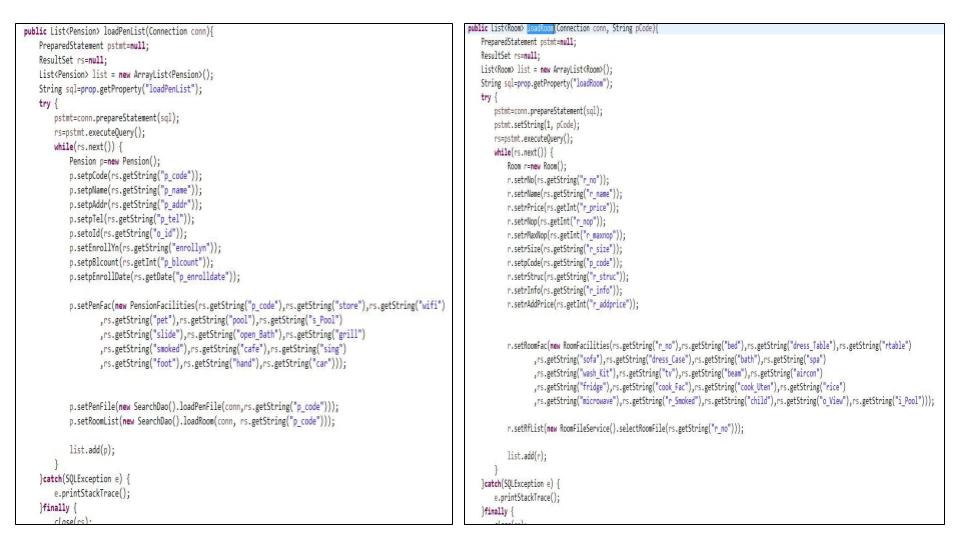 public List<Pension> loadPenList(Connection conn){
PreparedStatement pstmt=null;
ResultSet rs=null;
List<Pension> list = new ArrayList<Pension>();
String sql=prop.getProperty("loadPenList");
try {
pstmt=conn.prepareStatement(sql);
rs=pstmt.executeQuery();
while(rs.next()) {
Pension p=new Pension();
p.setpCode(rs.getString("p_code"));
p.setpName(rs.getString("p_name"));
p.setpAddr(rs.getString("p_addr"));
p.setpTel(rs.getString("p_tel"));
p.setoId(rs.getString("o_id"));
p.setEnrollYn(rs.getString("enrollyn"));
p.setpBlcount(rs.getInt("p_blcount"));
p.setpEnrollDate(rs.getDate("p_enrolldate"));
p.setPenFac(new PensionFacilities(rs.getString("p_code"),rs.getString("store"),rs.getString("wifi")
,rs.getString("pet"),rs.getString("pool"),rs.getString("s_Pool")
,rs.getString("slide"),rs.getString("open_Bath"),rs.getString("grill")
,rs.getString("smoked"),rs.getString("cafe"),rs.getString("sing")
,rs.getString("foot"),rs.getString("hand"),rs.getString("car")));
p.setPenFile(new SearchDao().loadPenFile(conn,rs.getString("p_code")));
p.setRoomList(new SearchDao().loadRoom(conn, rs.getString("p_code")));
list.add(p);
}
}catch(SQLException e) {
e.printStackTrace();
}finally {
close(rs);
public List<Room> loadRoom(Connection conn, String pCode){
PreparedStatement pstmt=null;
ResultSet rs=null;
List<Room> list = new ArrayList<Room>();
String sql=prop.getProperty("loadRoom");
try {
pstmt=conn.prepareStatement(sql);
pstmt.setString(1, pCode);
rs=pstmt.executeQuery();
while(rs.next()) {
Room r=new Room();
r.setrNo(rs.getString("r_no"));
r.setrName(rs.getString("r_name"));
r.setrPrice(rs.getInt("r_price"));
r.setrNop(rs.getInt("r_nop"));
r.setrMaxNop(rs.getInt("r_maxnop"));
r.setrSize(rs.getString("r_size"));
r.setpCode(rs.getString("p_code"));
r.setrStruc(rs.getString("r_struc"));
r.setrInfo(rs.getString("r_info"));
r.setrAddPrice(rs.getInt("r_addprice"));
r.setRoomFac(new RoomFacilities(rs.getString("r_no"),rs.getString("bed"),rs.getString("dress_Table"),rs.getString("rtable")
,rs.getString("sofa"),rs.getString("dress_Case"),rs.getString("bath"),rs.getString("spa")
,rs.getString("wash_Kit"),rs.getString("tv"),rs.getString("beam"),rs.getString("aircon")
,rs.getString("fridge"),rs.getString("cook_Fac"),rs.getString("cook_Uten"),rs.getString("rice")
,rs.getString("microwave"),rs.getString("r_Smoked"),rs.getString("child"),rs.getString("o_View"),rs.getString("i_Pool")));
r.setRfList(new RoomFileService().selectRoomFile(rs.getString("r_no")));
list.add(r);
}
}catch(SQLException e) {
e.printStackTrace();
}finally {